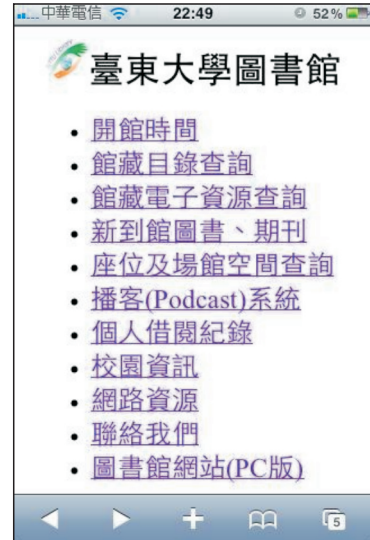 中華電信 22:49 52%
臺東大學圖書館
• 開館時間
• 館藏目錄查詢
• 館藏電子資源查詢
• 新到館圖書、期刊
• 座位及場館空間查詢
• 播客(Podcast)系統
• 個人借閱紀錄
• 校園資訊
• 網路資源
• 聯絡我們
• 圖書館網站(PC版)
5